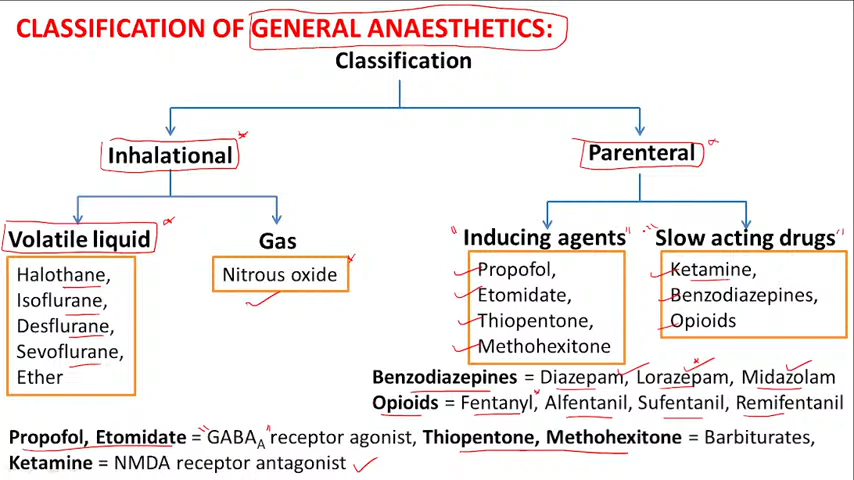 CLASSIFICATION OF GENERAL ANAESTHETICS:
Classification
Inhalational
Parenteral
Volatile liquid
Gas
"Inducing agents"
"Slow acting drugs"
Halothane,
Isoflurane,
Desflurane,
Sevoflurane,
Ether
Nitrous oxide
Propofol,
Etomidate,
Thiopentone,
Methohexitone
Ketamine,
Benzodiazepines,
Opioids
Benzodiazepines = Diazepam, Lorazepam, Midazolam
Opioids = Fentanyl, Alfentanil, Sufentanil, Remifentanil
Propofol, Etomidate = "GABAA" receptor agonist, Thiopentone, Methohexitone = Barbiturates,
Ketamine = NMDA receptor antagonist